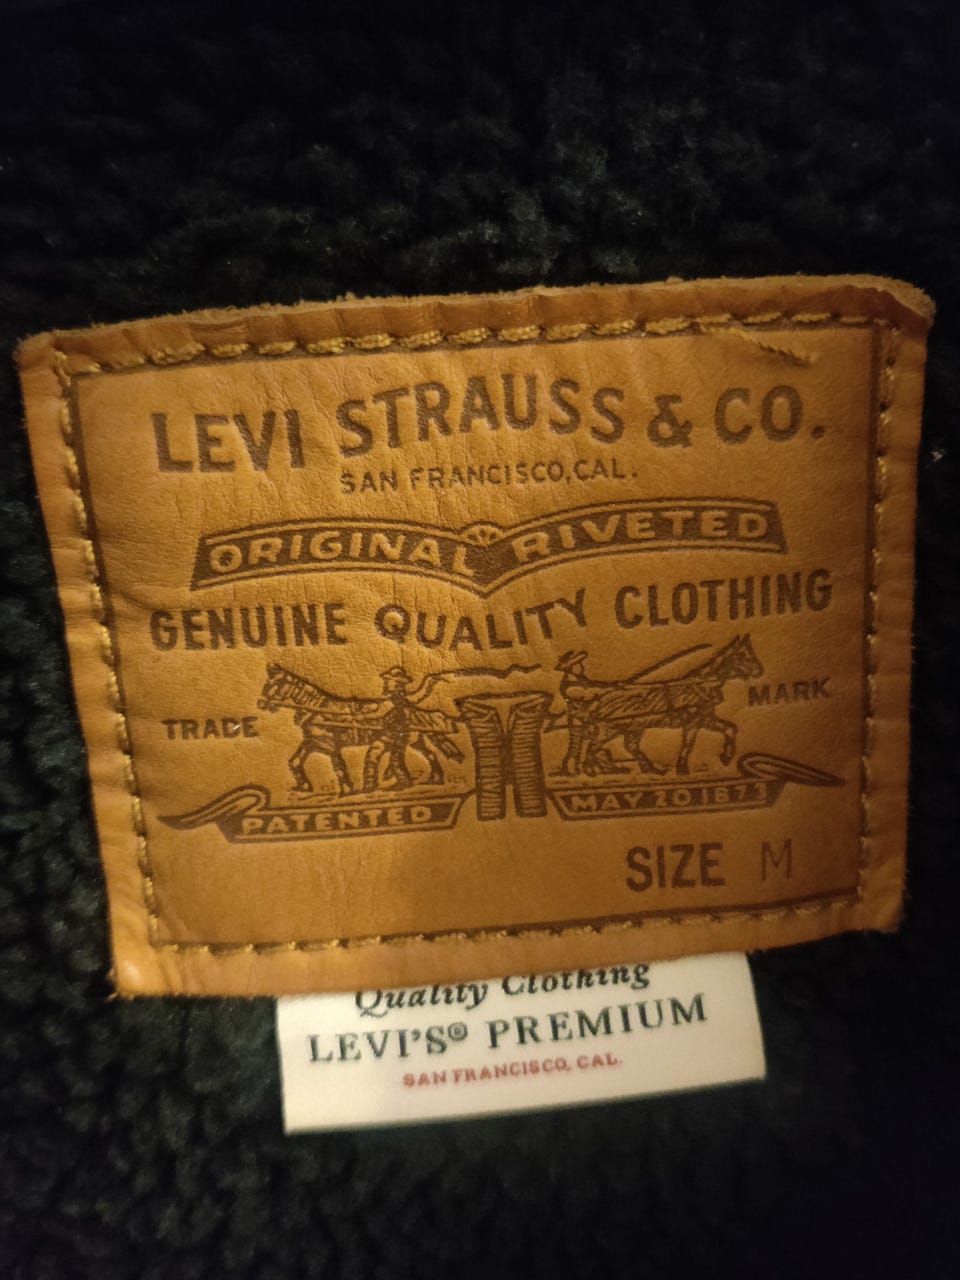 LEVI STRAUSS & CO.
SAN FRANCISCO, CAL.
ORIGINAL RIVETED
GENUINE QUALITY CLOTHING
TRADE MARK
PATENTED MAY 20 1873
SIZE M
Quality Clothing
LEVI'S® PREMIUM
SAN FRANCISCO, CAL.